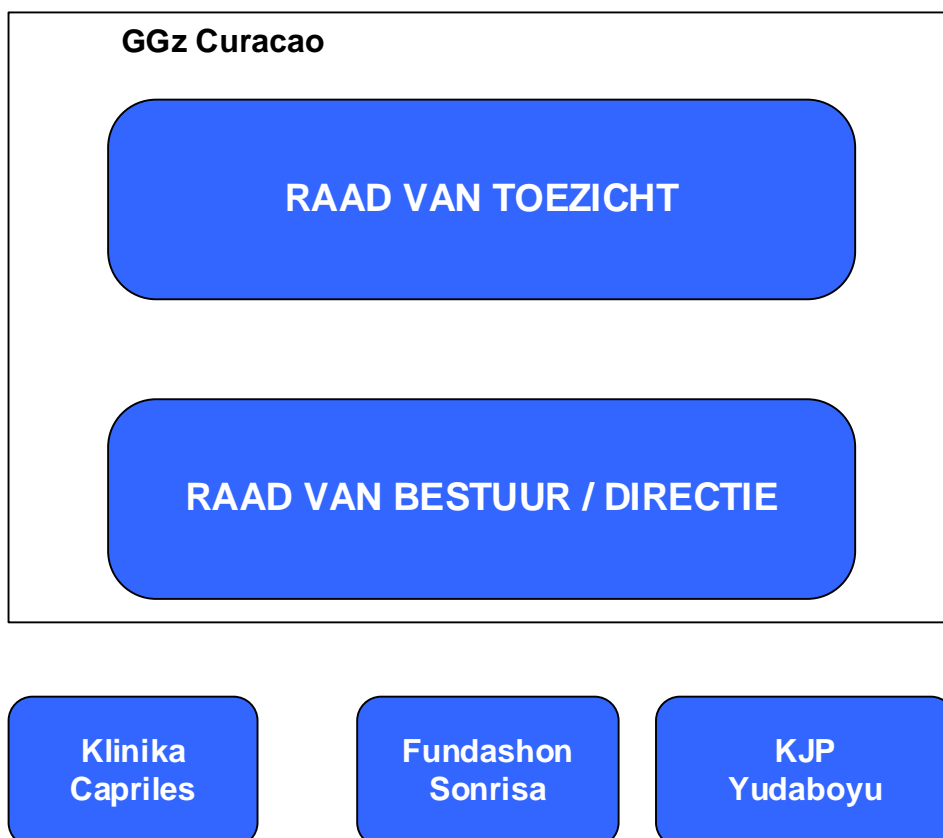 GGz Curacao
RAAD VAN TOEZICHT
RAAD VAN BESTUUR / DIRECTIE
Klinika
Capriles
Fundashon
Sonrisa
KJP
Yudaboyu